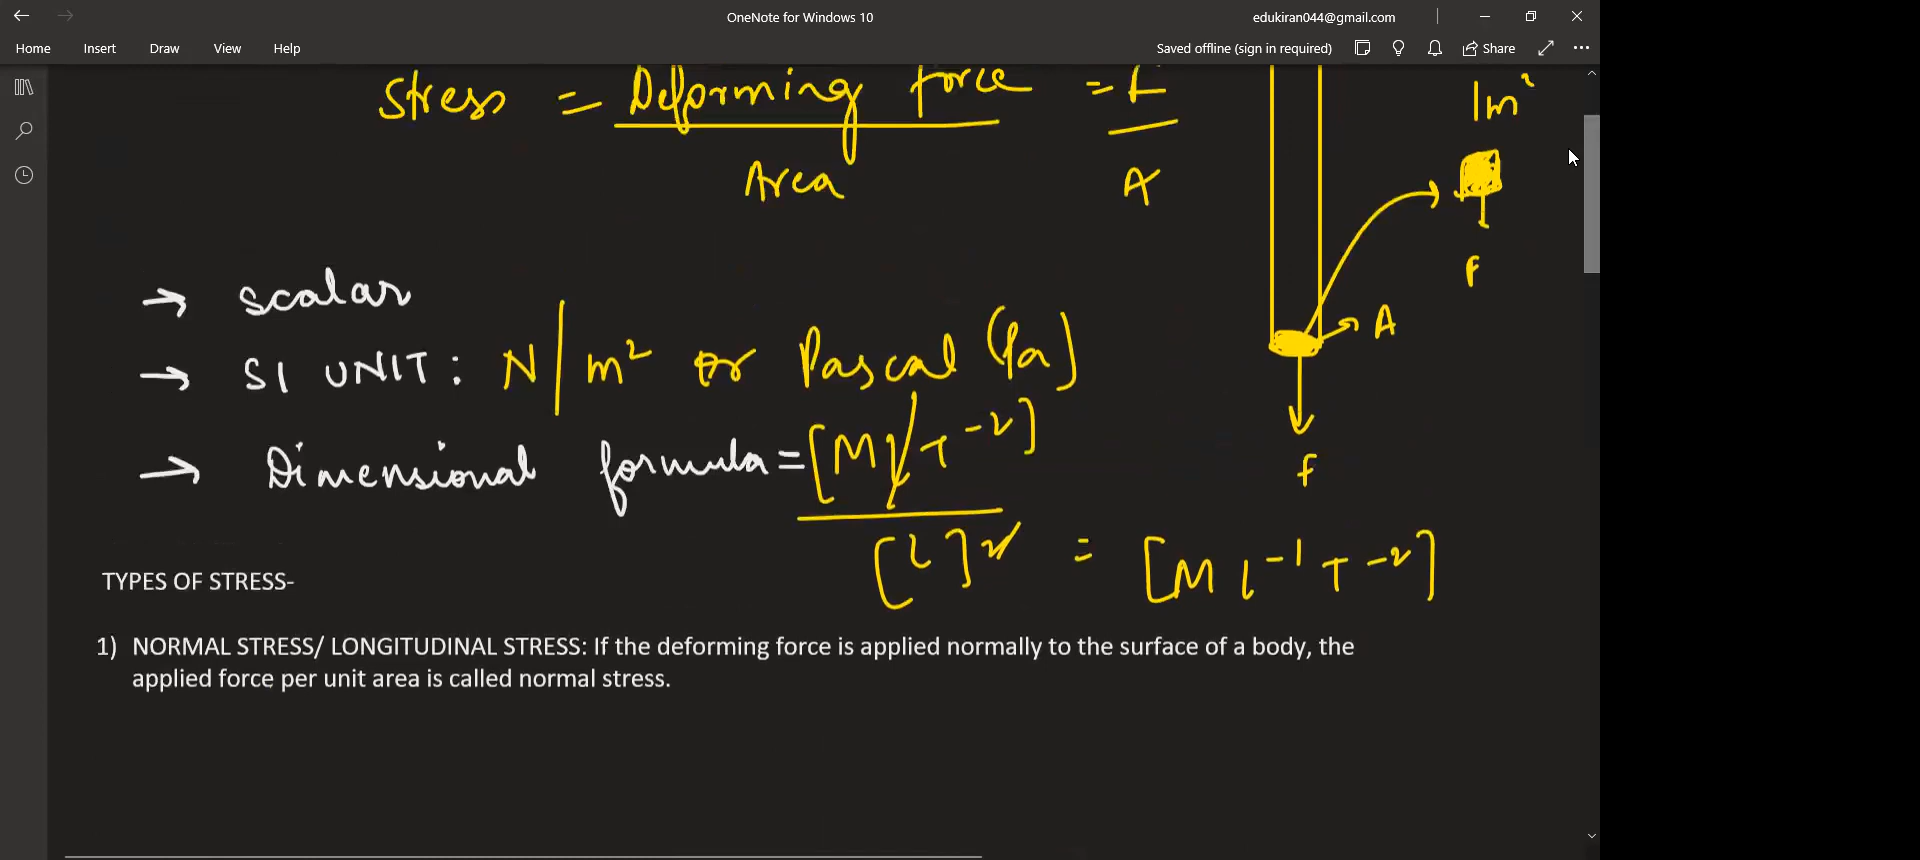 OneNote for Windows 10
edukiran044@gmail.com
Home Insert Draw View Help
Saved offline (sign in required) Share
Stress = Deforming force = F
Area A
1m²
F
→ scalar
A
→ SI UNIT: N/m² or Pascal (Pa)
→ Dimensional formula = [MLT⁻²]
F
[L]² = [ML⁻¹T⁻²]
TYPES OF STRESS-
1) NORMAL STRESS/ LONGITUDINAL STRESS: If the deforming force is applied normally to the surface of a body, the
applied force per unit area is called normal stress.